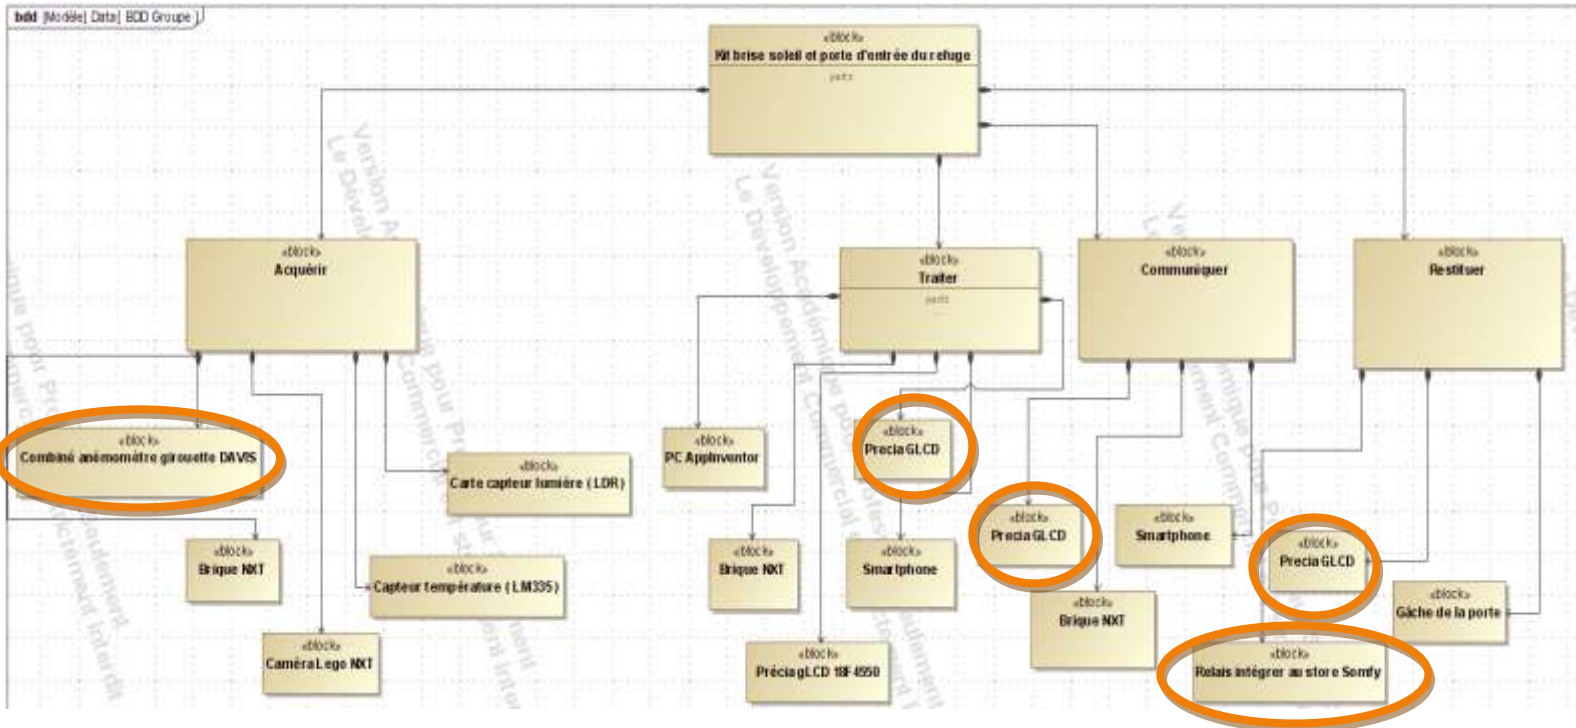 bdd [Modèle] Data[ BDD Groupe ]
«block»
Kit brise soleil et porte d'entrée du refuge
parts
«block»
Acquérir
«block»
Traiter
parts
«block»
Communiquer
«block»
Restituer
«block»
Combiné anémomètre girouette DAVIS
«block»
Carte capteur lumière ( LDR)
«block»
Brique NXT
«block»
Capteur température ( LM335)
«block»
Caméra Lego NXT
«block»
PC AppInventor
«block»
Precia GLCD
«block»
Brique NXT
«block»
Smartphone
«block»
PréciagLCD 18F4550
«block»
Precia GLCD
«block»
Smartphone
«block»
Brique NXT
«block»
Precia GLCD
«block»
Gâche de la porte
«block»
Relais intégrer au store Somfy